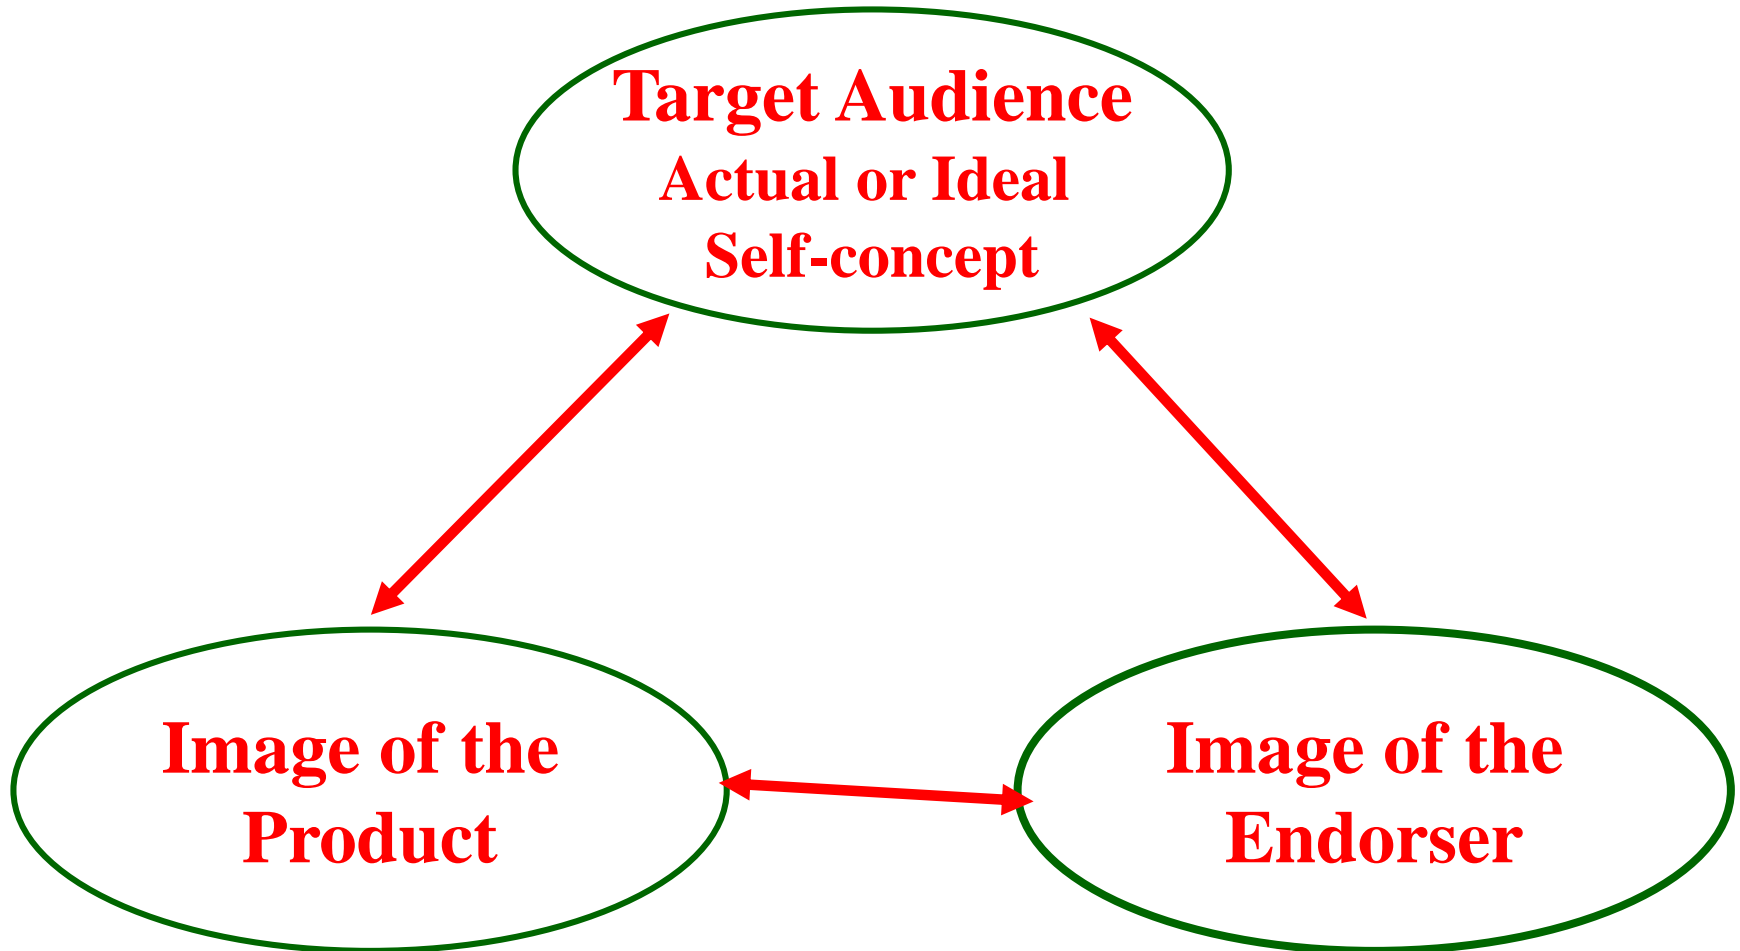 Target Audience
Actual or Ideal
Self-concept
Image of the
Product
Image of the
Endorser